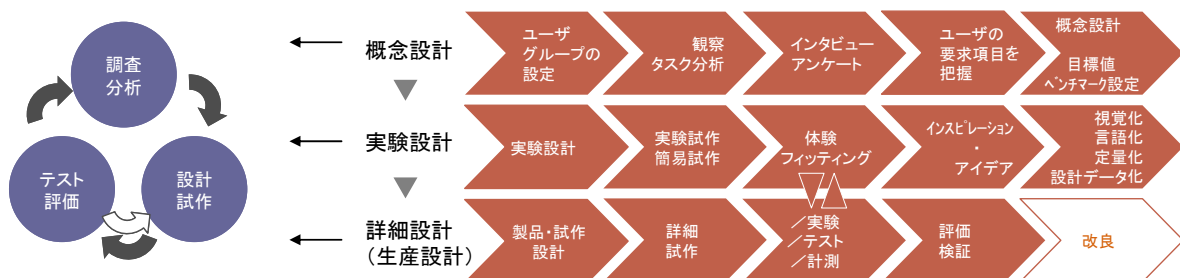 調査
分析
テスト
評価
設計
試作
概念設計
ユーザ
グループの
設定
観察
タスク分析
インタビュー
アンケート
ユーザの
要求項目を
把握
概念設計
目標値
ベンチマーク設定
実験設計
実験設計
実験試作
簡易試作
体験
フィッティング
インスピレーション
・
アイデア
視覚化
言語化
定量化
設計データ化
詳細設計
(生産設計)
製品・試作
設計
詳細
試作
/実験
/テスト
/計測
評価
検証
改良